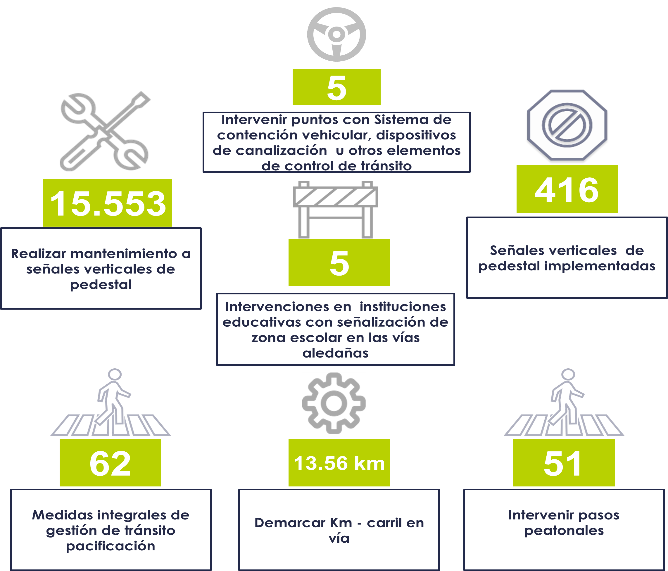 5
Intervenir puntos con Sistema de
contención vehicular, dispositivos
de canalización u otros elementos
de control de tránsito
15.553
Realizar mantenimiento a
señales verticales de
pedestal
416
Señales verticales de
pedestal implementadas
5
Intervenciones en instituciones
educativas con señalización de
zona escolar en las vías
aledañas
62
Medidas integrales de
gestión de tránsito
pacificación
13.56 km
Demarcar Km - carril en
vía
51
Intervenir pasos
peatonales